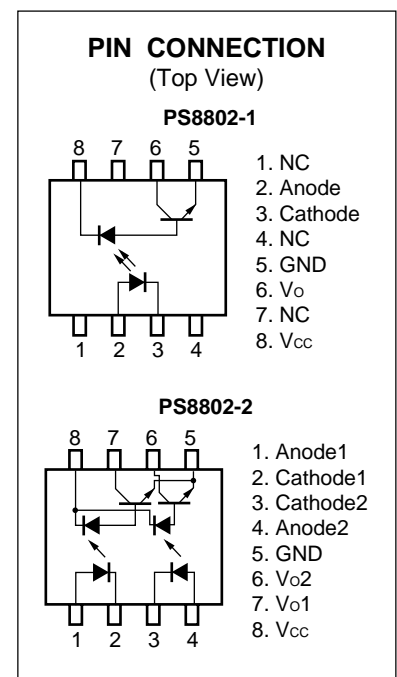 PIN CONNECTION
(Top View)
PS8802-1
8 7 6 5
1. NC
2. Anode
3. Cathode
4. NC
5. GND
6. VO
7. NC
8. VCC
1 2 3 4
PS8802-2
8 7 6 5
1. Anode1
2. Cathode1
3. Cathode2
4. Anode2
5. GND
6. VO2
7. VO1
8. VCC
1 2 3 4